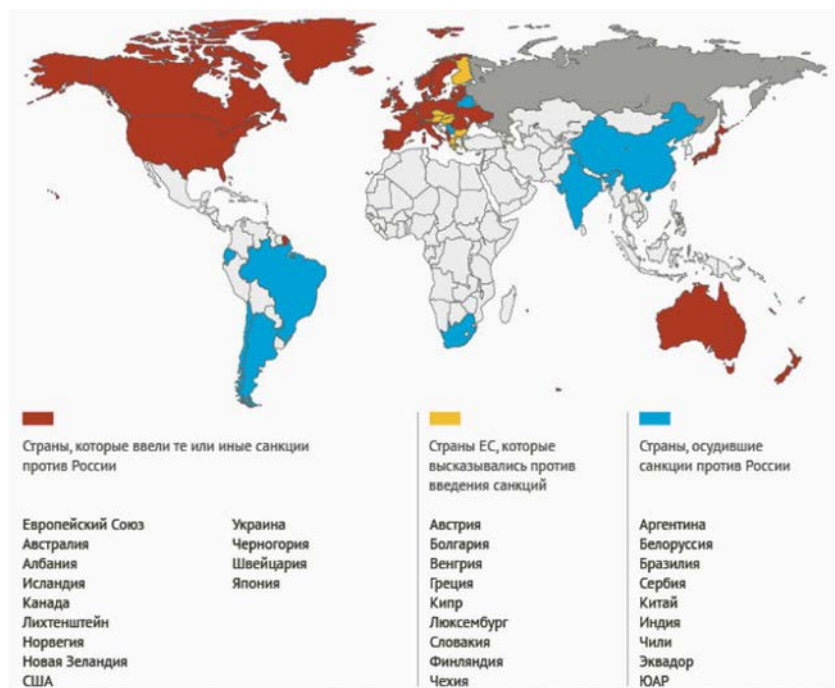 Страны, которые ввели те или иные санкции
против России
Европейский Союз
Австралия
Албания
Исландия
Канада
Лихтенштейн
Норвегия
Новая Зеландия
США
Украина
Черногория
Швейцария
Япония
Страны ЕС, которые
высказывались против
введения санкций
Австрия
Болгария
Венгрия
Греция
Кипр
Люксембург
Словакия
Финляндия
Чехия
Страны, осудившие
санкции против России
Аргентина
Белоруссия
Бразилия
Сербия
Китай
Индия
Чили
Эквадор
ЮАР